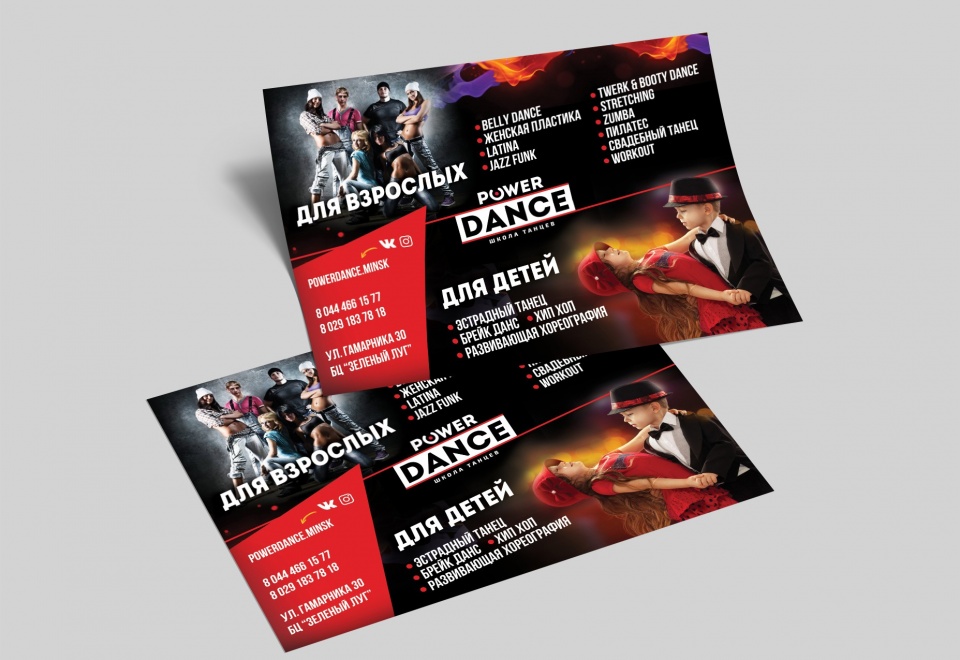 BELLY DANCE
ЖЕНСКАЯ ПЛАСТИКА
LATINA
JAZZ FUNK
TWERK & BOOTY DANCE
STRETCHING
ZUMBA
ПИЛАТЕС
СВАДЕБНЫЙ ТАНЕЦ
WORKOUT
ДЛЯ ВЗРОСЛЫХ
POWER
DANCE
ШКОЛА ТАНЦЕВ
POWERDANCE.MINSK
8 044 466 15 77
8 029 183 78 18
УЛ. ГАМАРНИКА 30
БЦ "ЗЕЛЕНЫЙ ЛУГ"
ДЛЯ ДЕТЕЙ
ЭСТРАДНЫЙ ТАНЕЦ
БРЕЙК ДАНС ХИП ХОП
РАЗВИВАЮЩАЯ ХОРЕОГРАФИЯ
ЖЕНСКАЯ
LATINA
JAZZ FUNK
СВАДЕБНЫЙ
WORKOUT
ДЛЯ ВЗРОСЛЫХ
POWER
DANCE
ШКОЛА ТАНЦЕВ
POWERDANCE.MINSK
8 044 466 15 77
8 029 183 78 18
УЛ. ГАМАРНИКА 30
БЦ "ЗЕЛЕНЫЙ ЛУГ"
ДЛЯ ДЕТЕЙ
ЭСТРАДНЫЙ ТАНЕЦ
БРЕЙК ДАНС ХИП ХОП
РАЗВИВАЮЩАЯ ХОРЕОГРАФИЯ